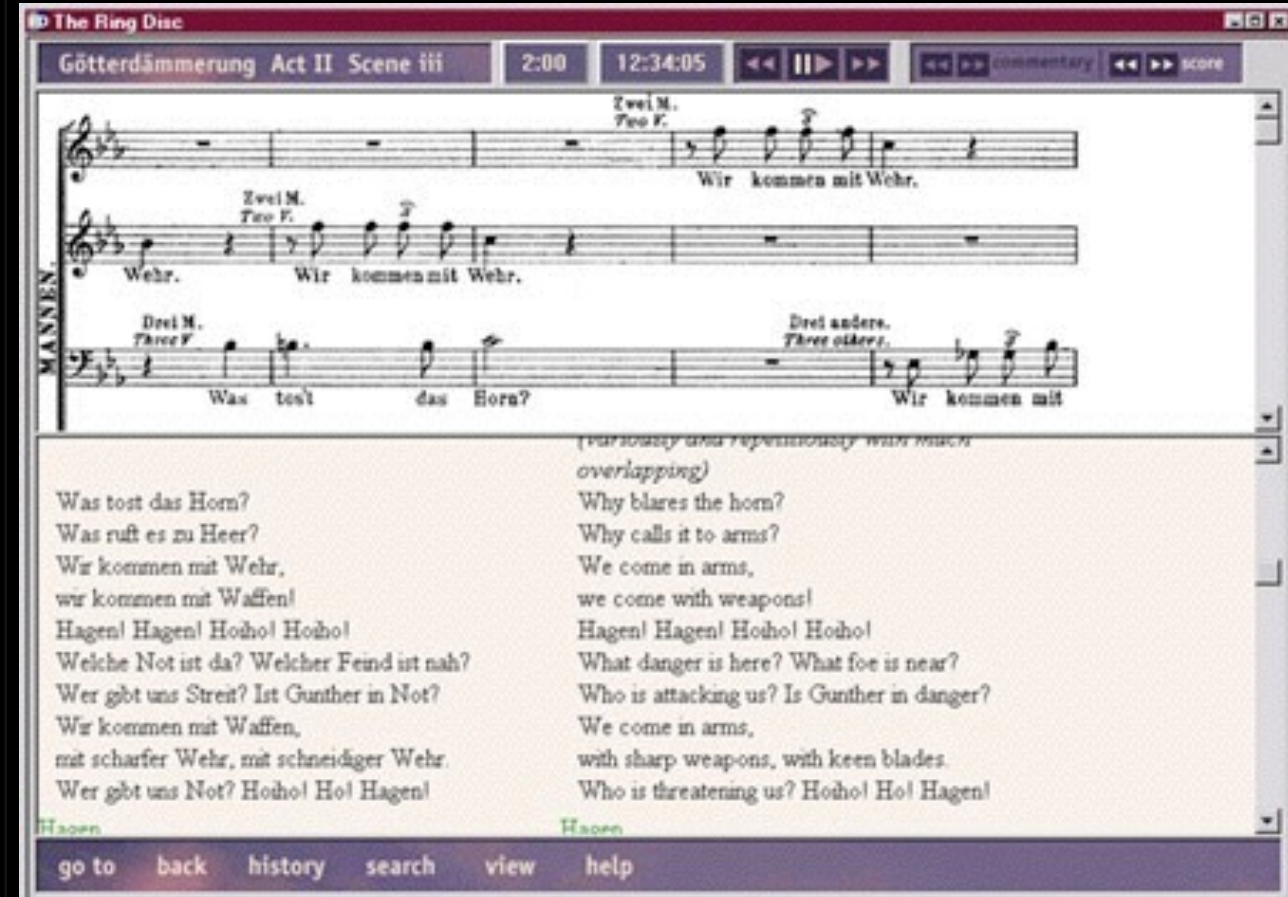 The Ring Disc
Götterdämmerung Act II Scene iii 2:00 12:34:05 commentary score
Zwei M.
Two V.
Wir kommen mit Wehr.
Zwei M.
Two V.
Wehr. Wir kommen mit Wehr.
MANNEN.
Drei M. Drei andere.
Three V Three others.
Was tos't das Horn? Wir kommen mit
(variously and repetitiously with much
overlapping)
Was tost das Horn? Why blares the horn?
Was ruft es zu Heer? Why calls it to arms?
Wir kommen mit Wehr, We come in arms,
wir kommen mit Waffen! we come with weapons!
Hagen! Hagen! Hoiho! Hoiho! Hagen! Hagen! Hoiho! Hoiho!
Welche Not ist da? Welcher Feind ist nah? What danger is here? What foe is near?
Wer gibt uns Streit? Ist Gunther in Not? Who is attacking us? Is Gunther in danger?
Wir kommen mit Waffen, We come in arms,
mit scharfer Wehr, mit schneidiger Wehr. with sharp weapons, with keen blades.
Wer gibt uns Not? Hoiho! Ho! Hagen! Who is threatening us? Hoiho! Ho! Hagen!
Hagen Hagen
go to back history search view help